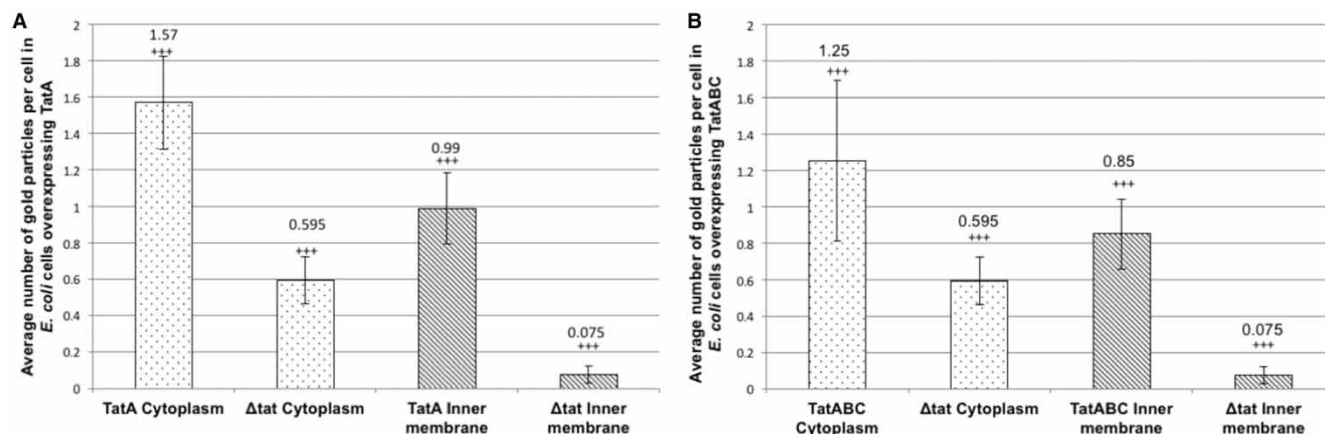 A
Average number of gold particles per cell in
E. coli cells overexpressing TatA
2
1.8
1.6
1.4
1.2
1
0.8
0.6
0.4
0.2
0
1.57
+++
0.595
+++
0.99
+++
0.075
+++
TatA Cytoplasm
Δtat Cytoplasm
TatA Inner
membrane
Δtat Inner
membrane
B
Average number of gold particles per cell in
E. coli cells overexpressing TatABC
2
1.8
1.6
1.4
1.2
1
0.8
0.6
0.4
0.2
0
1.25
+++
0.595
+++
0.85
+++
0.075
+++
TatABC
Cytoplasm
Δtat Cytoplasm
TatABC Inner
membrane
Δtat Inner
membrane